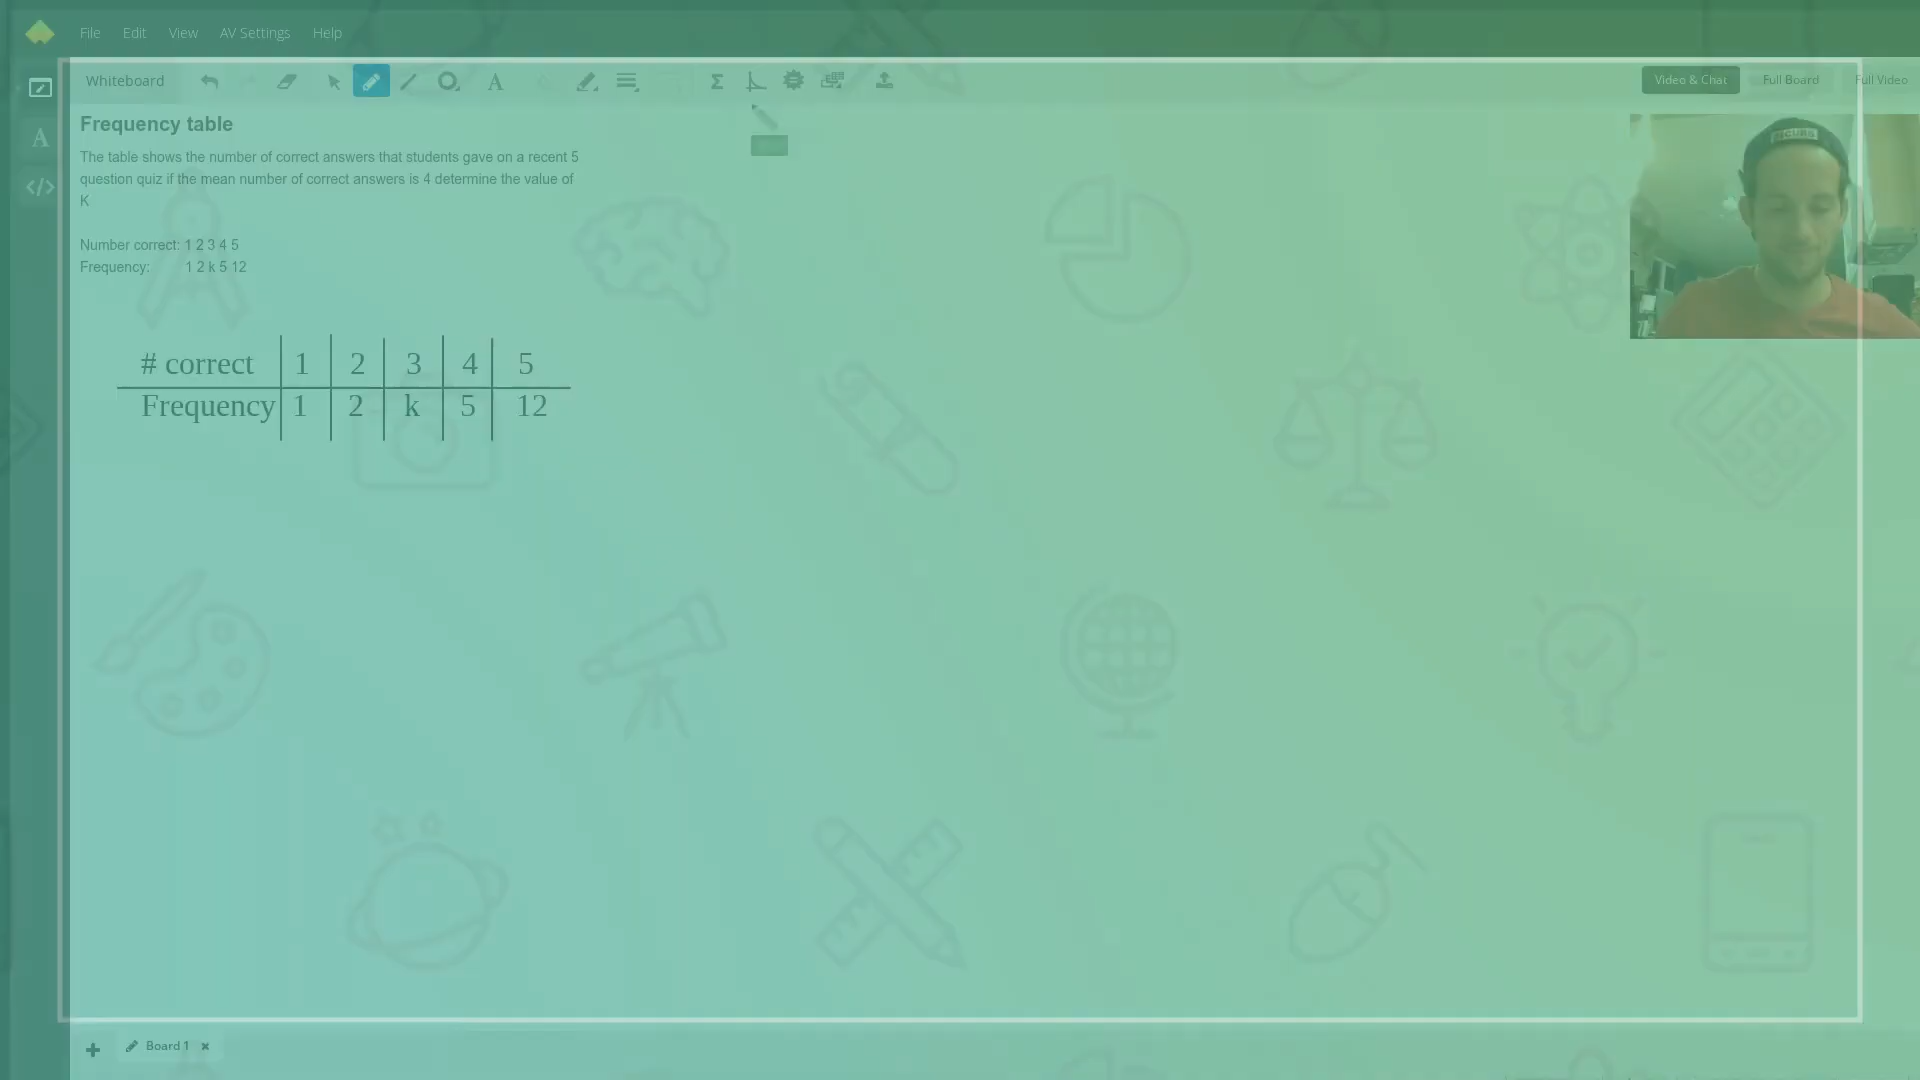 File Edit View AV Settings Help
Whiteboard A Σ Video & Chat Full Board Full Video
Frequency table
The table shows the number of correct answers that students gave on a recent 5
question quiz if the mean number of correct answers is 4 determine the value of
K
Number correct: 1 2 3 4 5
Frequency: 1 2 k 5 12
# correct 1 2 3 4 5
Frequency 1 2 k 5 12
A
</>
CUBS
Board 1